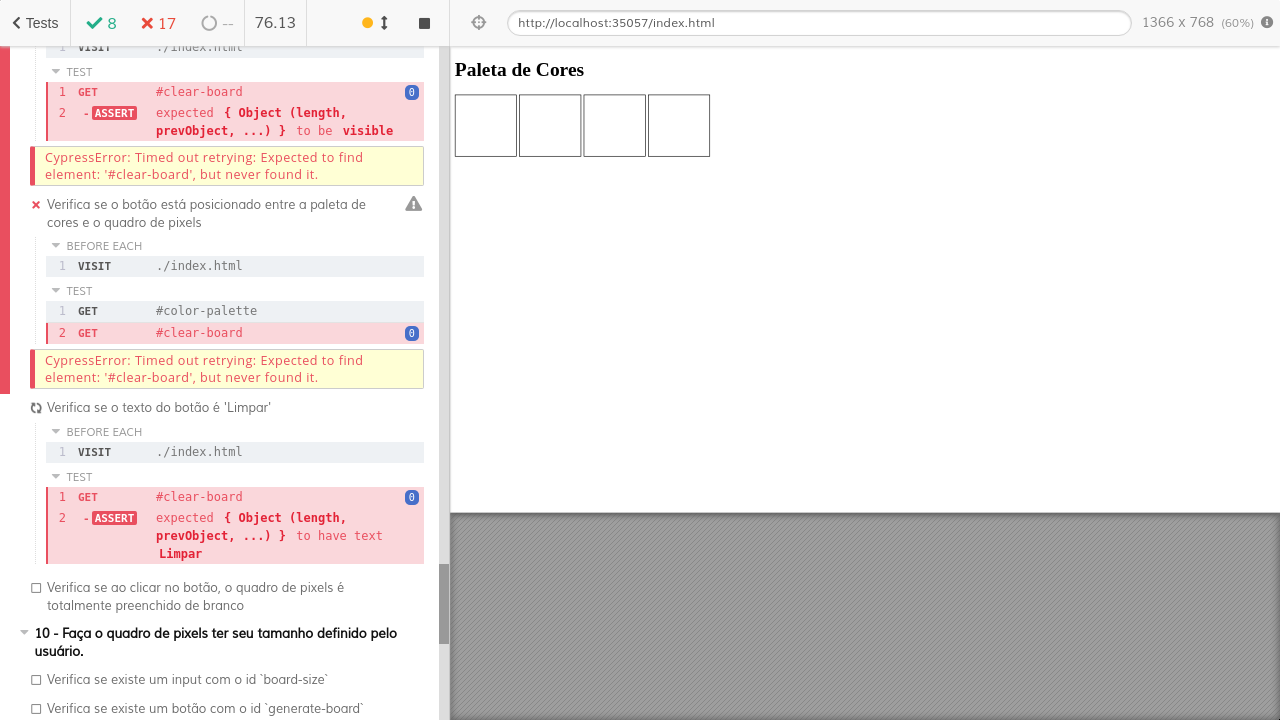 Tests 8 17 -- 76.13
http://localhost:35057/index.html 1366 x 768 (60%)
1 VISIT ./index.html
TEST
1 GET #clear-board 0
2 - ASSERT expected { Object (length,
prevObject, ...) } to be visible
CypressError: Timed out retrying: Expected to find
element: '#clear-board', but never found it.
Verifica se o botão está posicionado entre a paleta de
cores e o quadro de pixels
BEFORE EACH
1 VISIT ./index.html
TEST
1 GET #color-palette
2 GET #clear-board 0
CypressError: Timed out retrying: Expected to find
element: '#clear-board', but never found it.
Verifica se o texto do botão é 'Limpar'
BEFORE EACH
1 VISIT ./index.html
TEST
1 GET #clear-board 0
2 - ASSERT expected { Object (length,
prevObject, ...) } to have text
Limpar
Verifica se ao clicar no botão, o quadro de pixels é
totalmente preenchido de branco
10 - Faça o quadro de pixels ter seu tamanho definido pelo
usuário.
Verifica se existe um input com o id `board-size`
Verifica se existe um botão com o id `generate-board`
Paleta de Cores